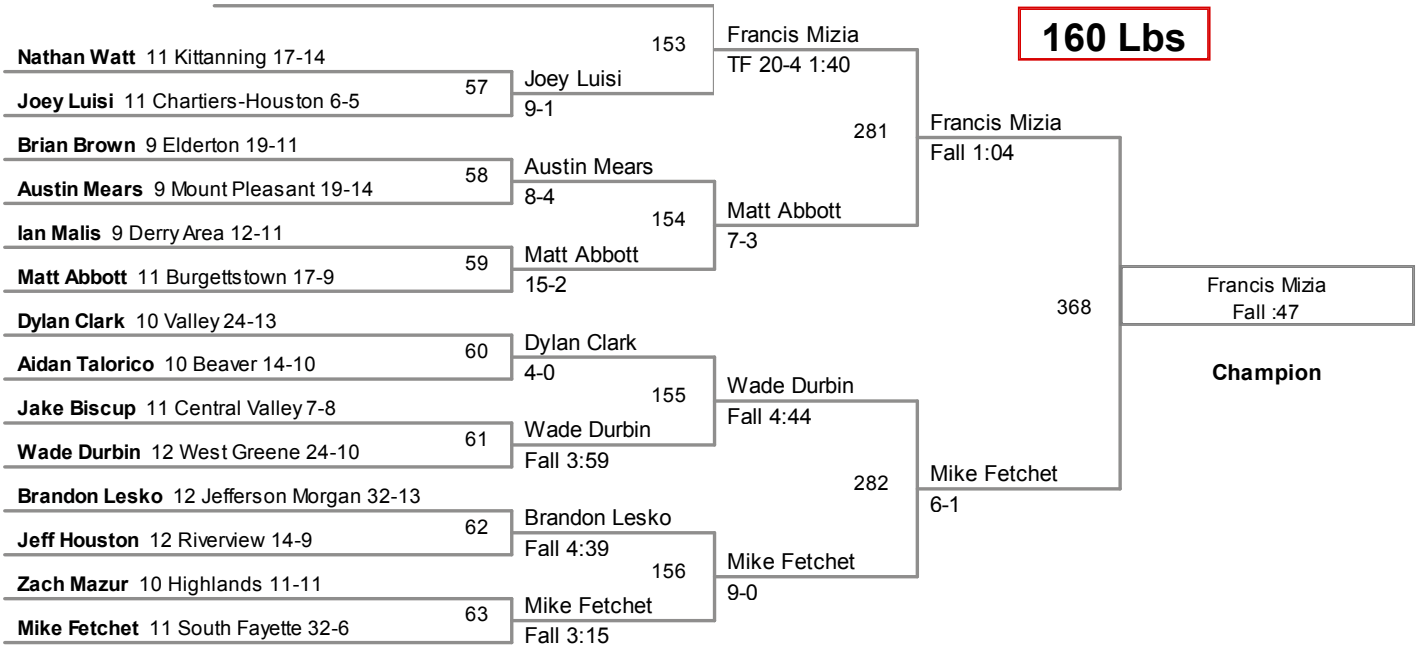 160 Lbs
Nathan Watt 11 Kittanning 17-14
Joey Luisi 11 Chartiers-Houston 6-5
Brian Brown 9 Elderton 19-11
Austin Mears 9 Mount Pleasant 19-14
Ian Malis 9 Derry Area 12-11
Matt Abbott 11 Burgettstown 17-9
Dylan Clark 10 Valley 24-13
Aidan Talorico 10 Beaver 14-10
Jake Biscup 11 Central Valley 7-8
Wade Durbin 12 West Greene 24-10
Brandon Lesko 12 Jefferson Morgan 32-13
Jeff Houston 12 Riverview 14-9
Zach Mazur 10 Highlands 11-11
Mike Fetchet 11 South Fayette 32-6
57
58
59
60
61
62
63
Joey Luisi
9-1
Austin Mears
8-4
Matt Abbott
15-2
Dylan Clark
4-0
Wade Durbin
Fall 3:59
Brandon Lesko
Fall 4:39
Mike Fetchet
Fall 3:15
153
154
155
156
Francis Mizia
TF 20-4 1:40
Matt Abbott
7-3
Wade Durbin
Fall 4:44
Mike Fetchet
9-0
281
282
Francis Mizia
Fall 1:04
Mike Fetchet
6-1
368
Francis Mizia
Fall :47
Champion